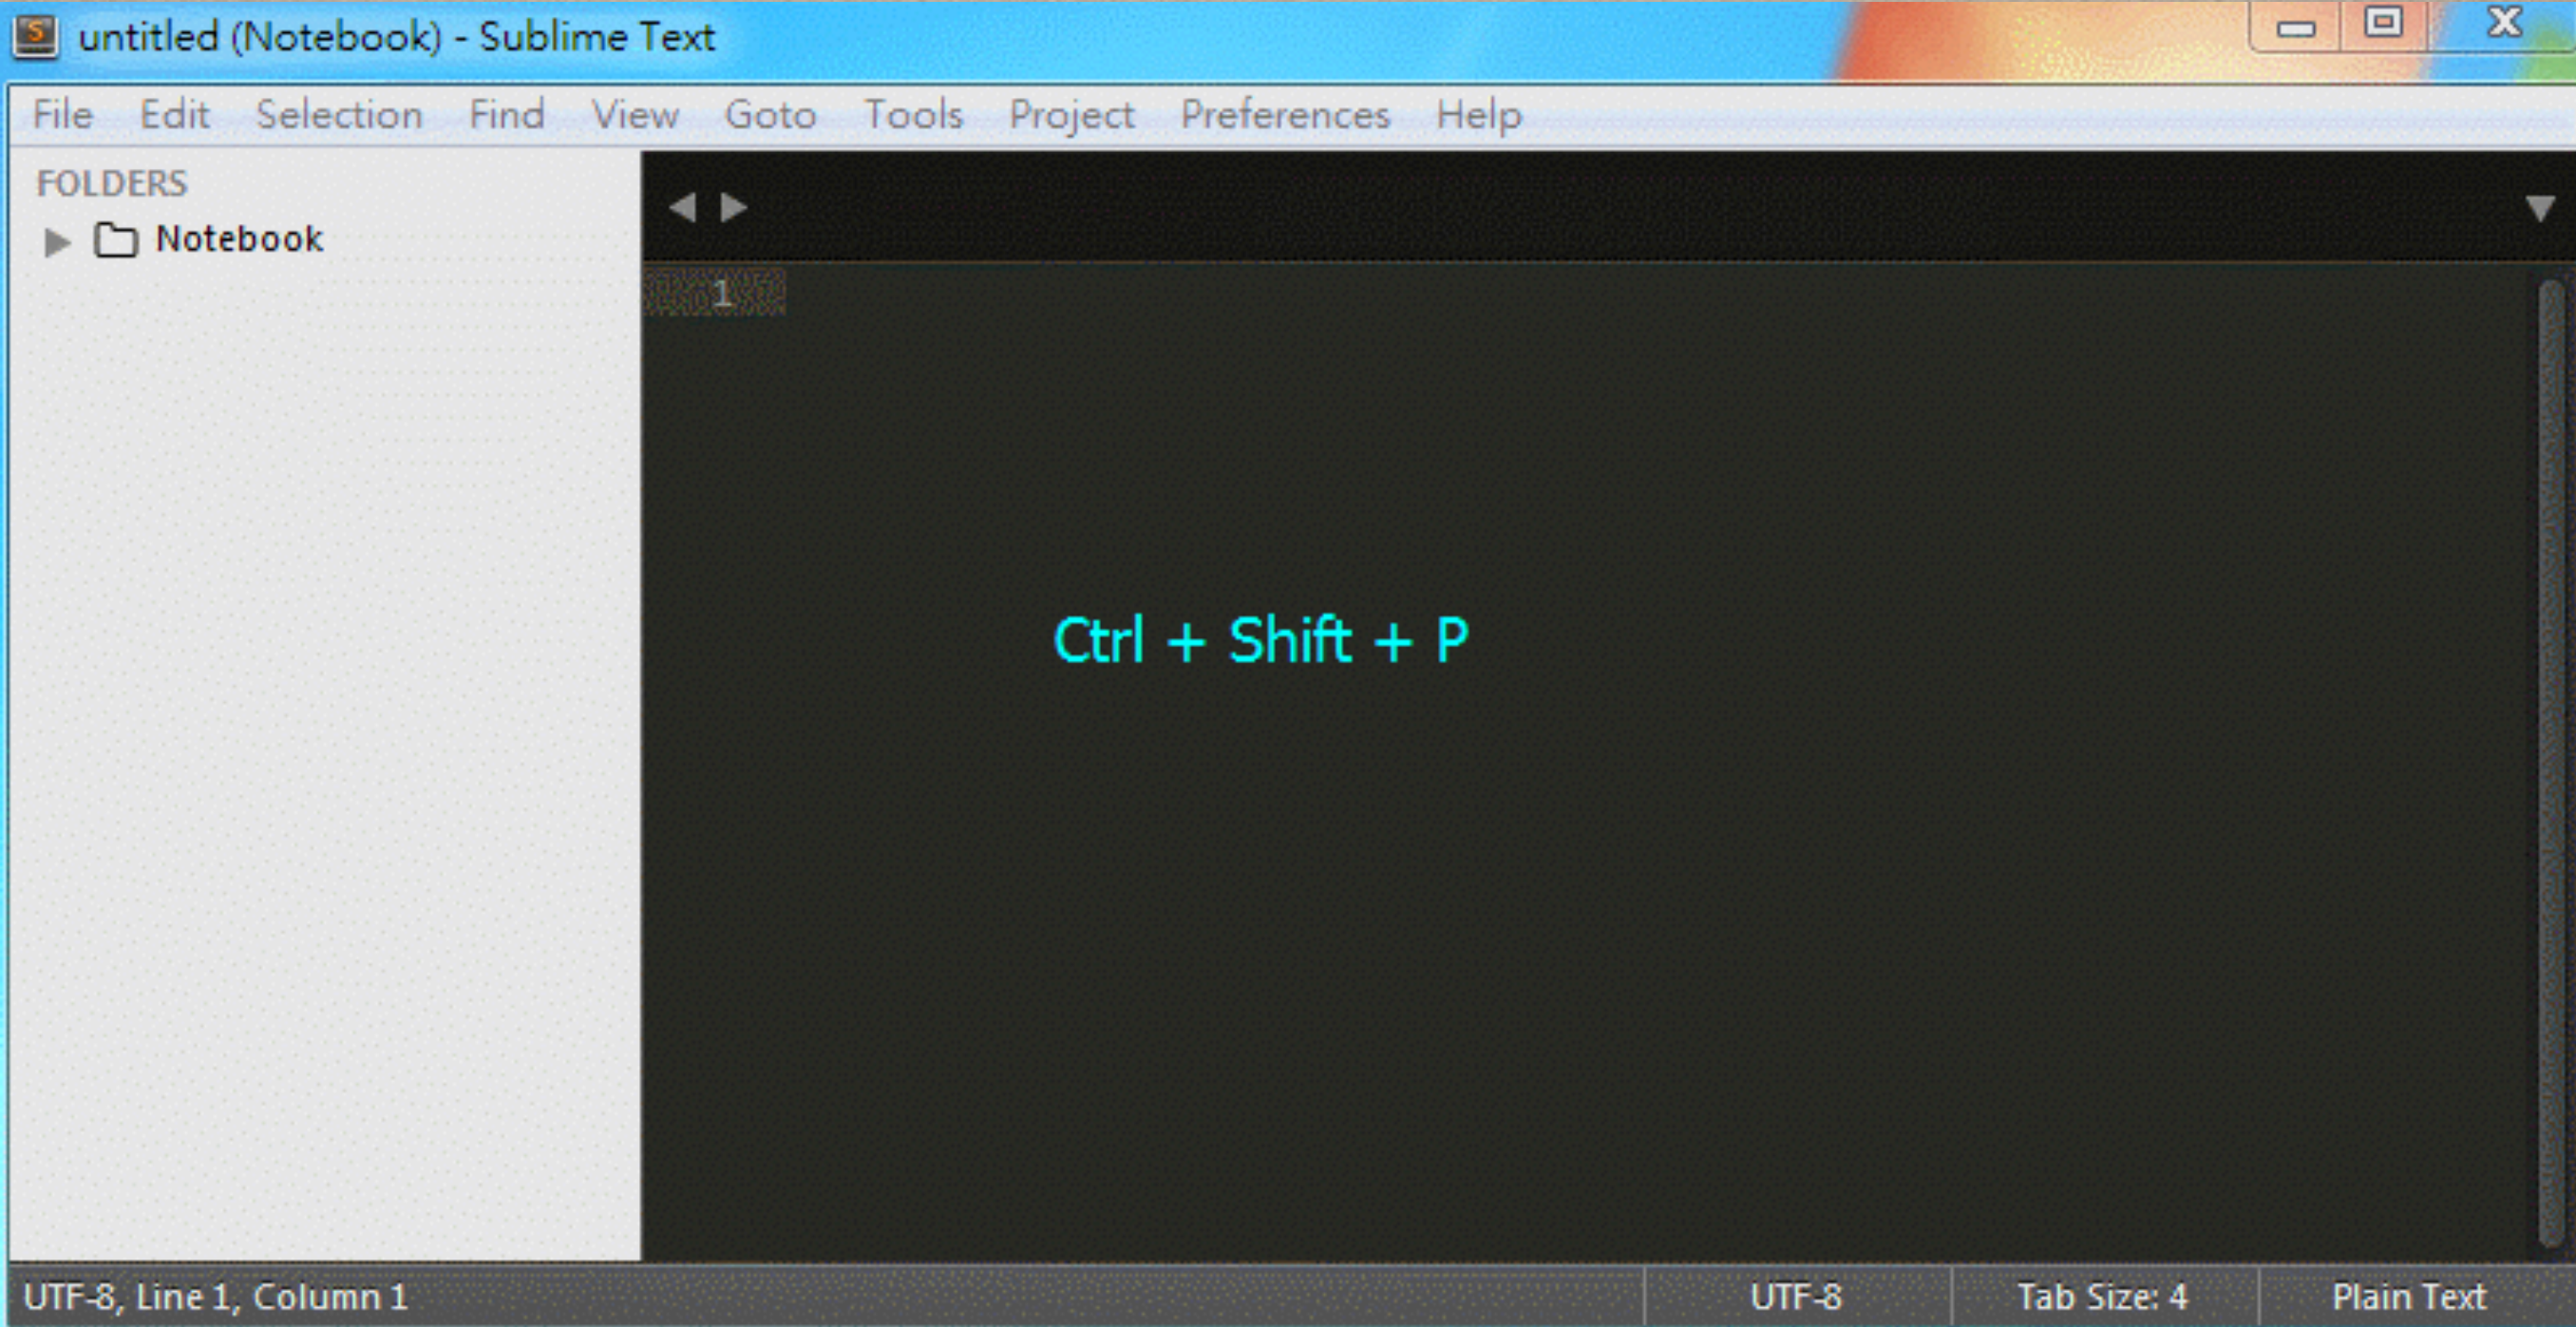 untitled (Notebook) - Sublime Text
File Edit Selection Find View Goto Tools Project Preferences Help
FOLDERS
Notebook
1
Ctrl + Shift + P
UTF-8, Line 1, Column 1 UTF-8 Tab Size: 4 Plain Text